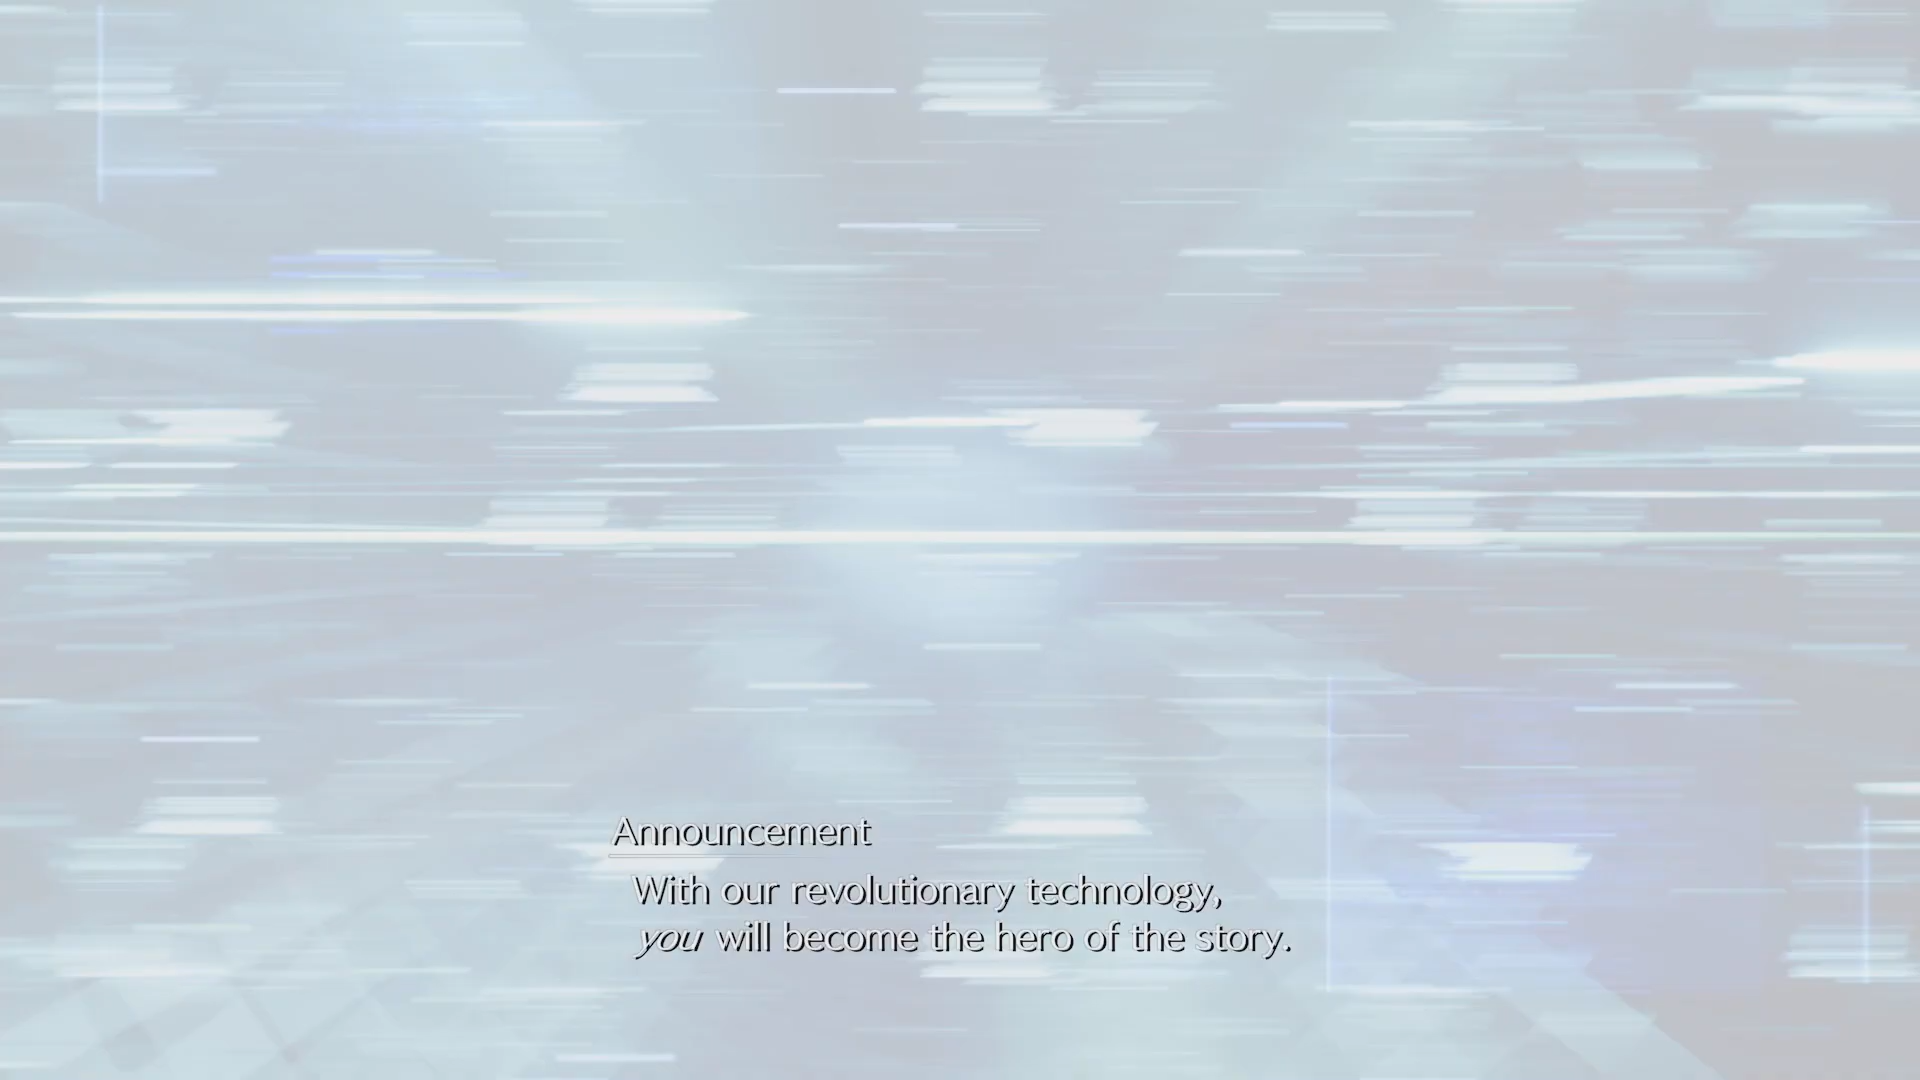 Announcement
With our revolutionary technology,
you will become the hero of the story.